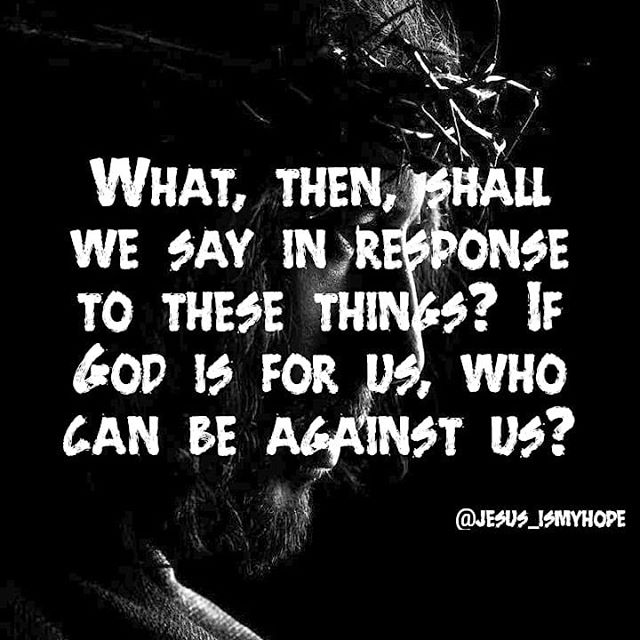 What, then, shall
we say in response
to these things? If
God is for us, who
can be against us?
@jesus_ismyhope